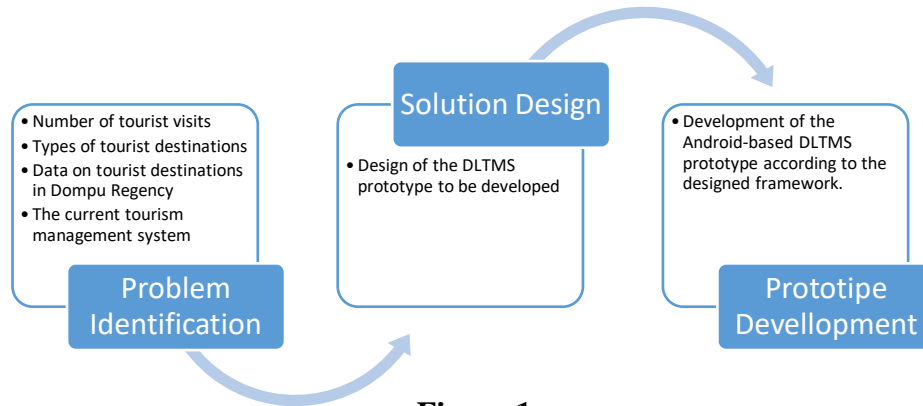 • Number of tourist visits
• Types of tourist destinations
• Data on tourist destinations
in Dompu Regency
• The current tourism
management system
Problem
Identification
Solution Design
• Design of the DLTMS
prototype to be developed
• Development of the
Android-based DLTMS
prototype according to the
designed framework.
Prototipe
Devellopment